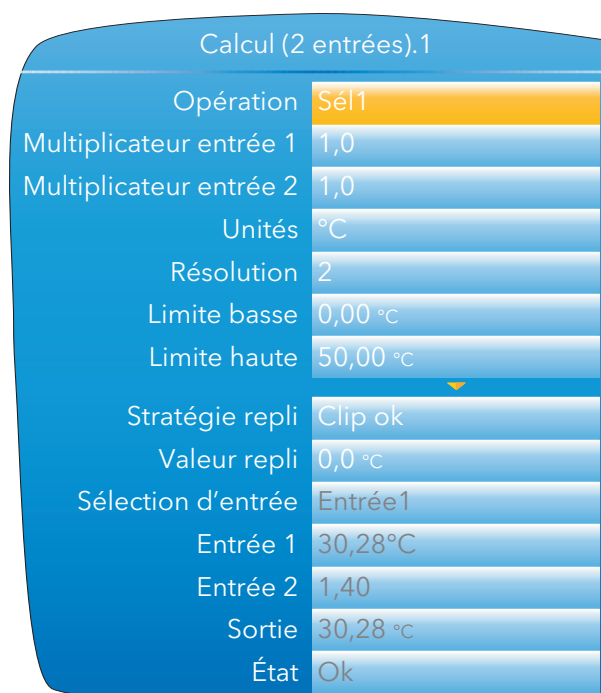 Calcul (2 entrées).1
Opération Sél1
Multiplicateur entrée 1 1,0
Multiplicateur entrée 2 1,0
Unités °C
Résolution 2
Limite basse 0,00 °C
Limite haute 50,00 °C
Stratégie repli Clip ok
Valeur repli 0,0 °C
Sélection d’entrée Entrée1
Entrée 1 30,28°C
Entrée 2 1,40
Sortie 30,28 °C
État Ok